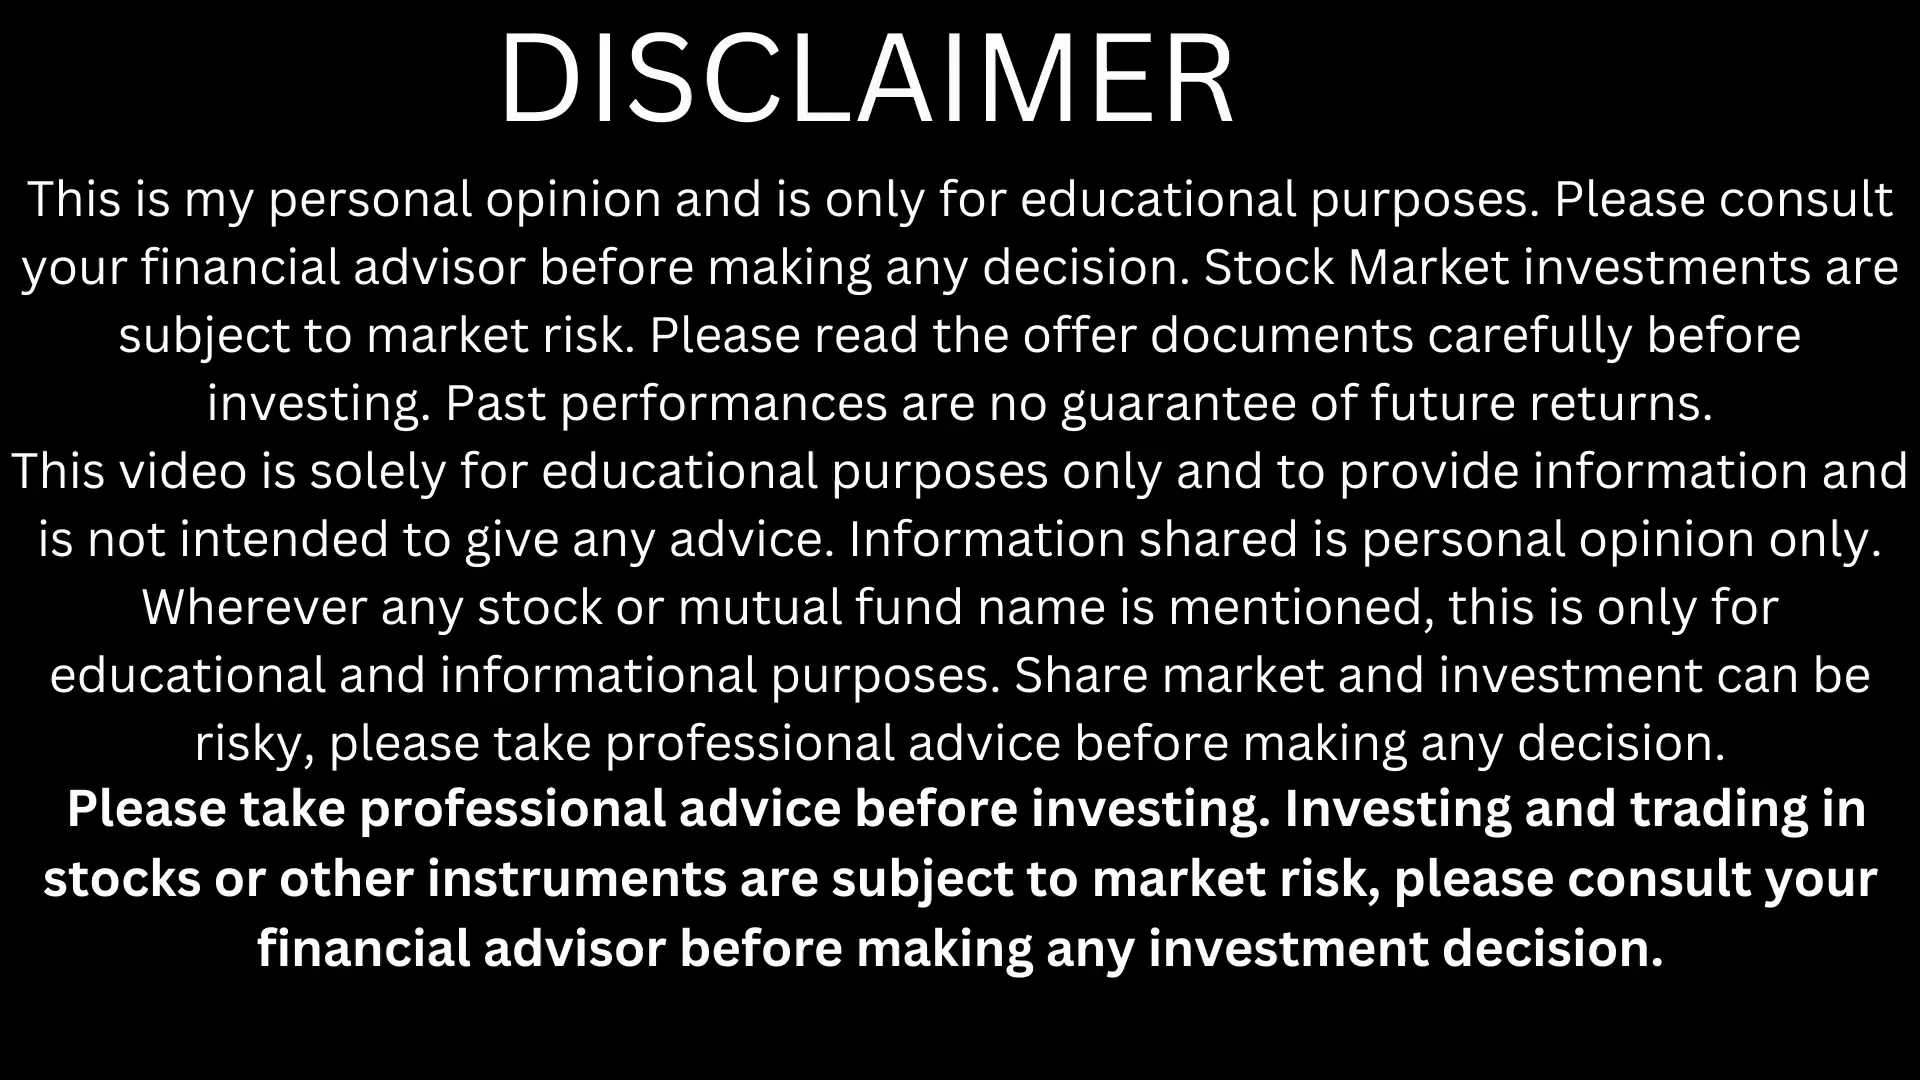 DISCLAIMER
This is my personal opinion and is only for educational purposes. Please consult
your financial advisor before making any decision. Stock Market investments are
subject to market risk. Please read the offer documents carefully before
investing. Past performances are no guarantee of future returns.
This video is solely for educational purposes only and to provide information and
is not intended to give any advice. Information shared is personal opinion only.
Wherever any stock or mutual fund name is mentioned, this is only for
educational and informational purposes. Share market and investment can be
risky, please take professional advice before making any decision.
Please take professional advice before investing. Investing and trading in
stocks or other instruments are subject to market risk, please consult your
financial advisor before making any investment decision.